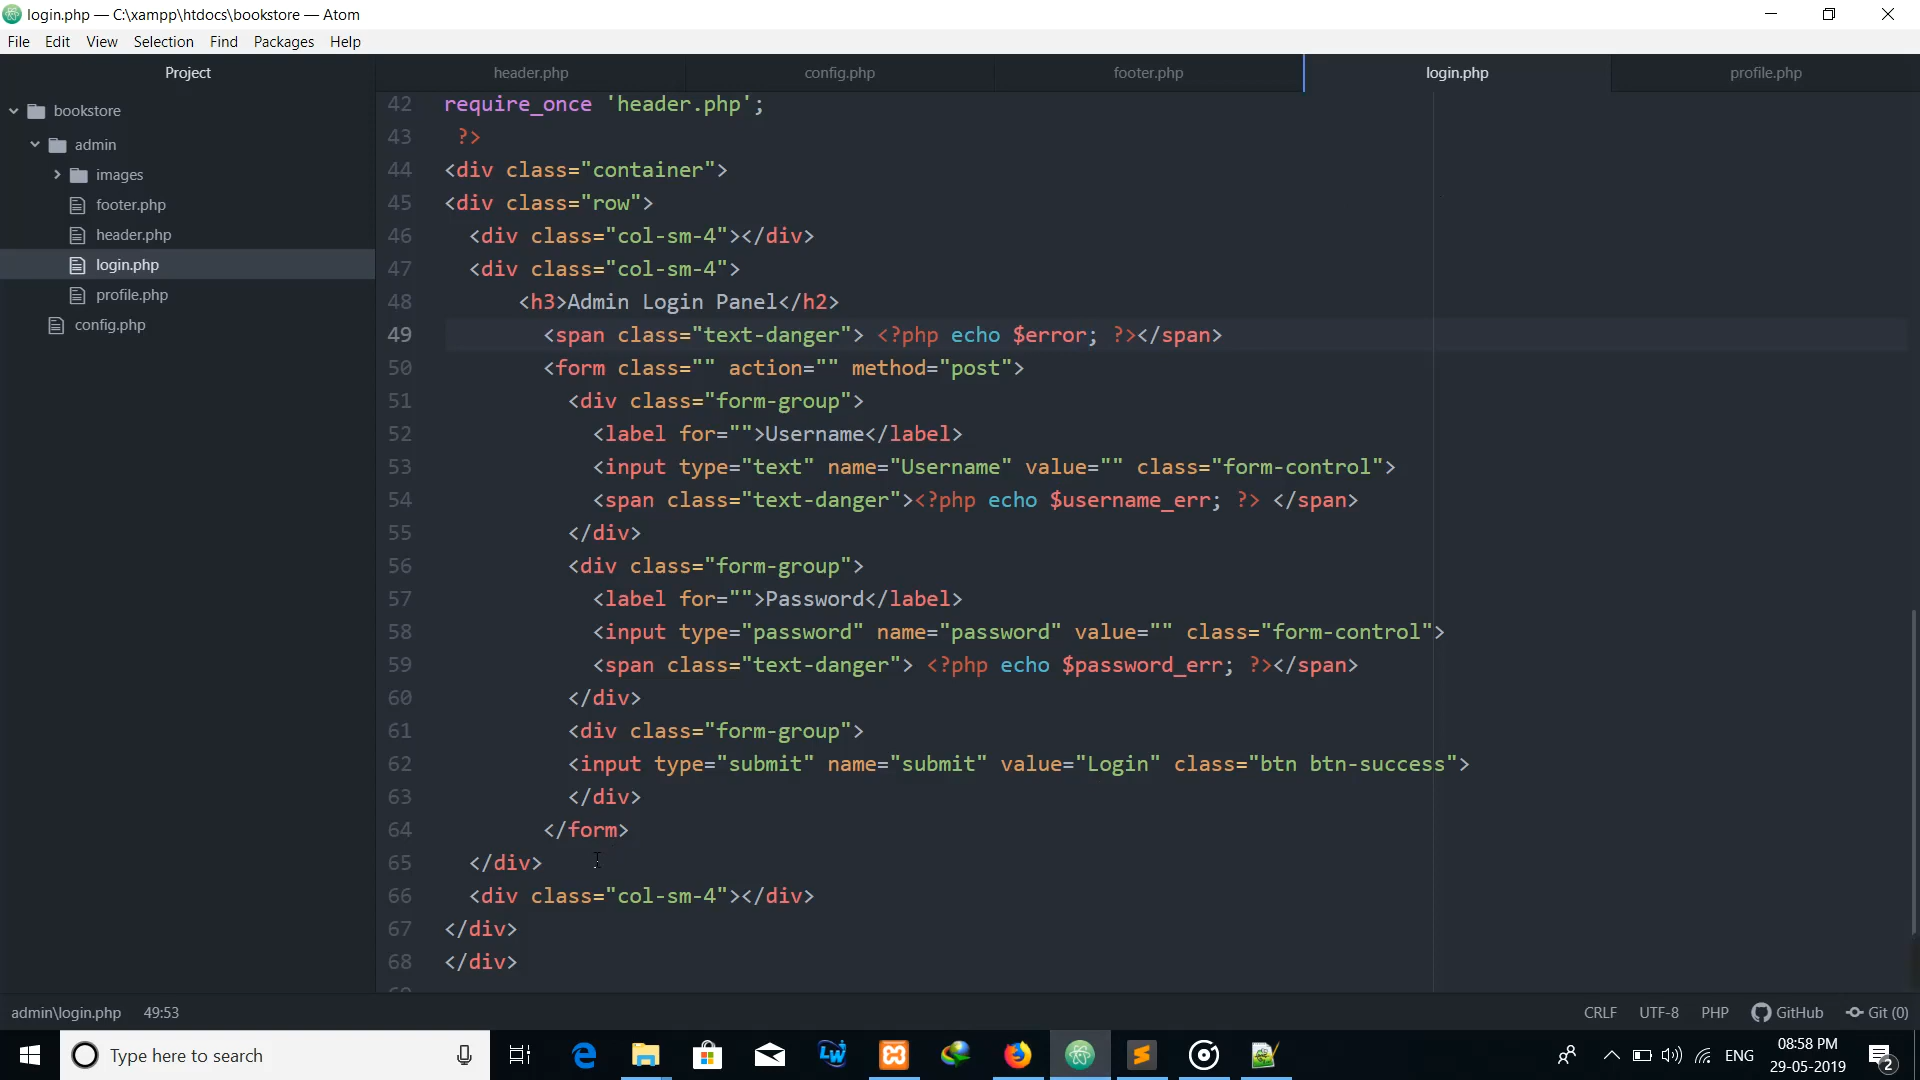 login.php — C:\xampp\htdocs\bookstore — Atom
File Edit View Selection Find Packages Help
Project
header.php config.php footer.php login.php profile.php
bookstore
admin
images
footer.php
header.php
login.php
profile.php
config.php
42 require_once 'header.php';
43 ?>
44 <div class="container">
45 <div class="row">
46 <div class="col-sm-4"></div>
47 <div class="col-sm-4">
48 <h3>Admin Login Panel</h2>
49 <span class="text-danger"> <?php echo $error; ?></span>
50 <form class="" action="" method="post">
51 <div class="form-group">
52 <label for="">Username</label>
53 <input type="text" name="Username" value="" class="form-control">
54 <span class="text-danger"><?php echo $username_err; ?> </span>
55 </div>
56 <div class="form-group">
57 <label for="">Password</label>
58 <input type="password" name="password" value="" class="form-control">
59 <span class="text-danger"> <?php echo $password_err; ?></span>
60 </div>
61 <div class="form-group">
62 <input type="submit" name="submit" value="Login" class="btn btn-success">
63 </div>
64 </form>
65 </div>
66 <div class="col-sm-4"></div>
67 </div>
68 </div>
admin\login.php 49:53 CRLF UTF-8 PHP GitHub Git (0)
Type here to search
ENG
08:58 PM
29-05-2019
2